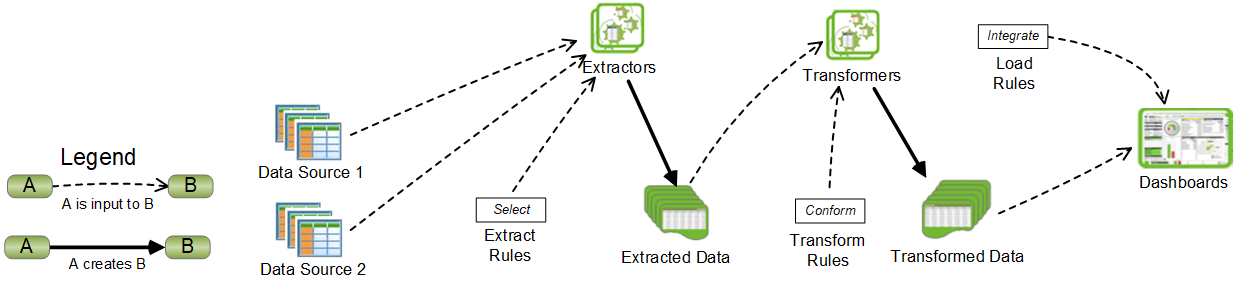 Legend
A
B
A is input to B
A
B
A creates B
Data Source 1
Data Source 2
Select
Extract
Rules
Extractors
Extracted Data
Transformers
Conform
Transform
Rules
Transformed Data
Integrate
Load
Rules
Dashboards